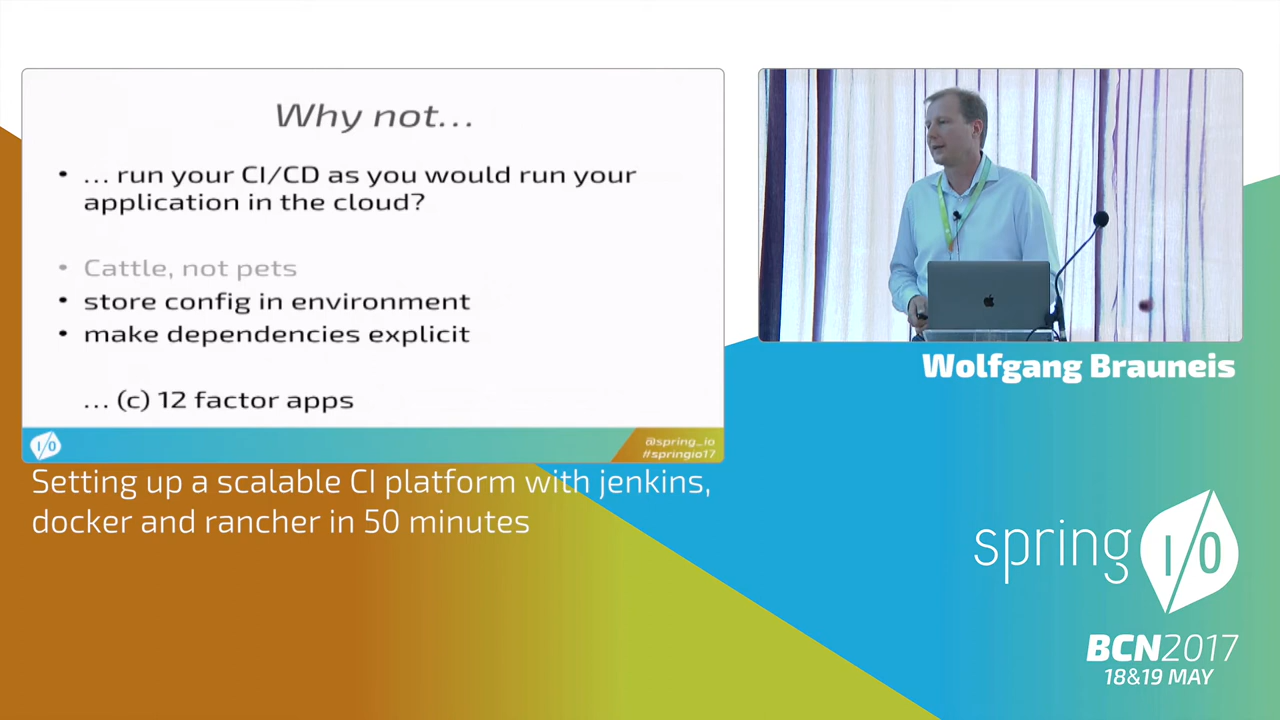 Why not...
• ... run your CI/CD as you would run your
application in the cloud?
• Cattle, not pets
• store config in environment
• make dependencies explicit
... (c) 12 factor apps
I/O
@spring_io
#springio17
Wolfgang Brauneis
Setting up a scalable CI platform with jenkins,
docker and rancher in 50 minutes
spring I/O
BCN2017
18&19 MAY